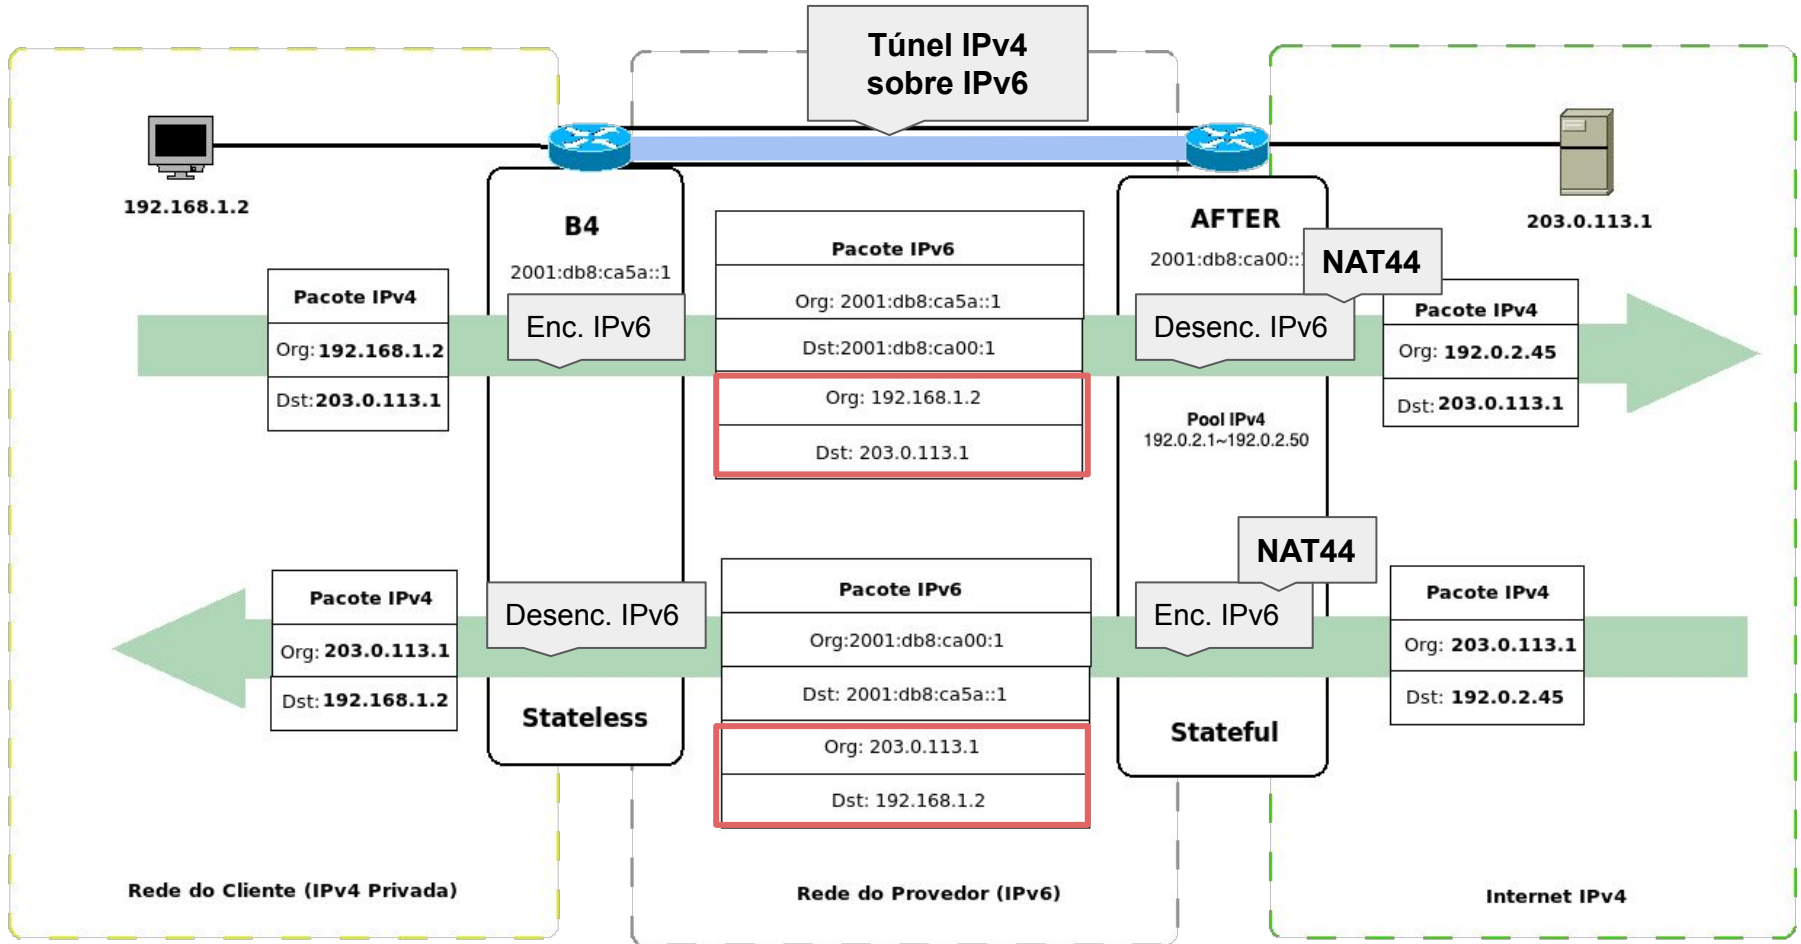 Túnel IPv4
sobre IPv6
192.168.1.2
203.0.113.1
B4
2001:db8:ca5a::1
AFTER
2001:db8:ca00::
NAT44
Pacote IPv4
Org: 192.168.1.2
Dst: 203.0.113.1
Enc. IPv6
Pacote IPv6
Org: 2001:db8:ca5a::1
Dst:2001:db8:ca00:1
Org: 192.168.1.2
Dst: 203.0.113.1
Desenc. IPv6
Pacote IPv4
Org: 192.0.2.45
Dst: 203.0.113.1
Pool IPv4
192.0.2.1~192.0.2.50
NAT44
Pacote IPv4
Org: 203.0.113.1
Dst: 192.168.1.2
Desenc. IPv6
Pacote IPv6
Org:2001:db8:ca00:1
Dst: 2001:db8:ca5a::1
Org: 203.0.113.1
Dst: 192.168.1.2
Enc. IPv6
Pacote IPv4
Org: 203.0.113.1
Dst: 192.0.2.45
Stateless
Stateful
Rede do Cliente (IPv4 Privada)
Rede do Provedor (IPv6)
Internet IPv4